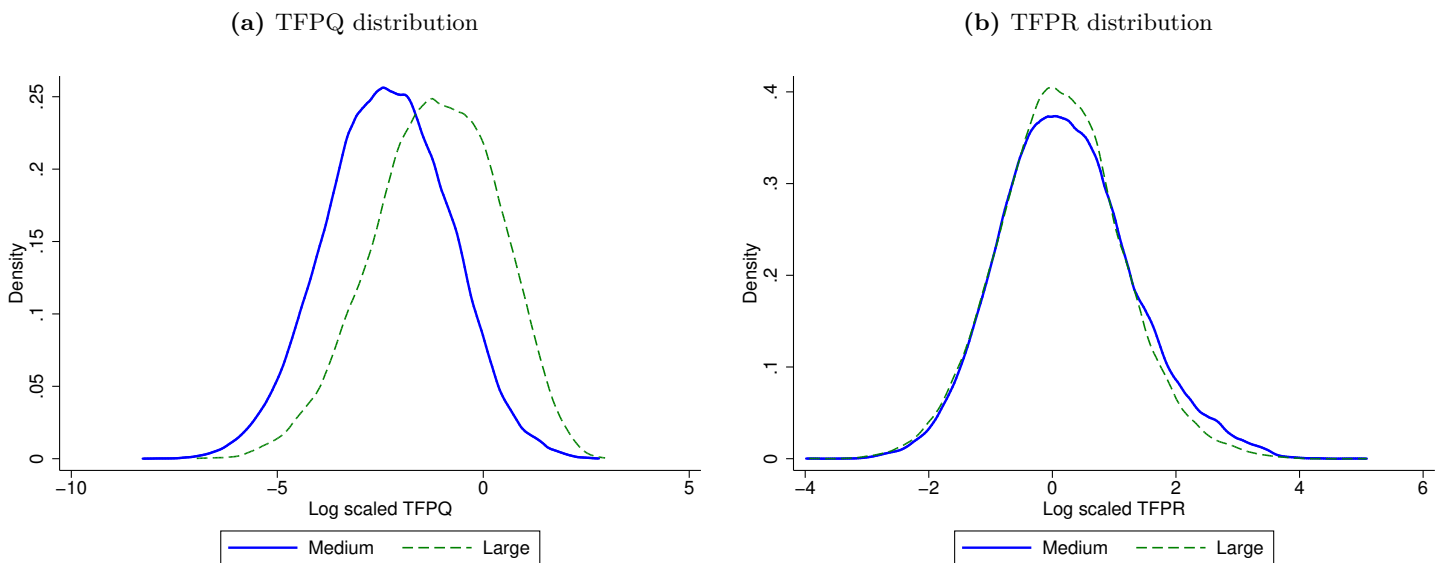 (a) TFPQ distribution
.25
.2
.15
.1
.05
0
Density
−10 −5 0 5
Log scaled TFPQ
Medium Large
(b) TFPR distribution
.4
.3
.2
.1
0
Density
−4 −2 0 2 4 6
Log scaled TFPR
Medium Large